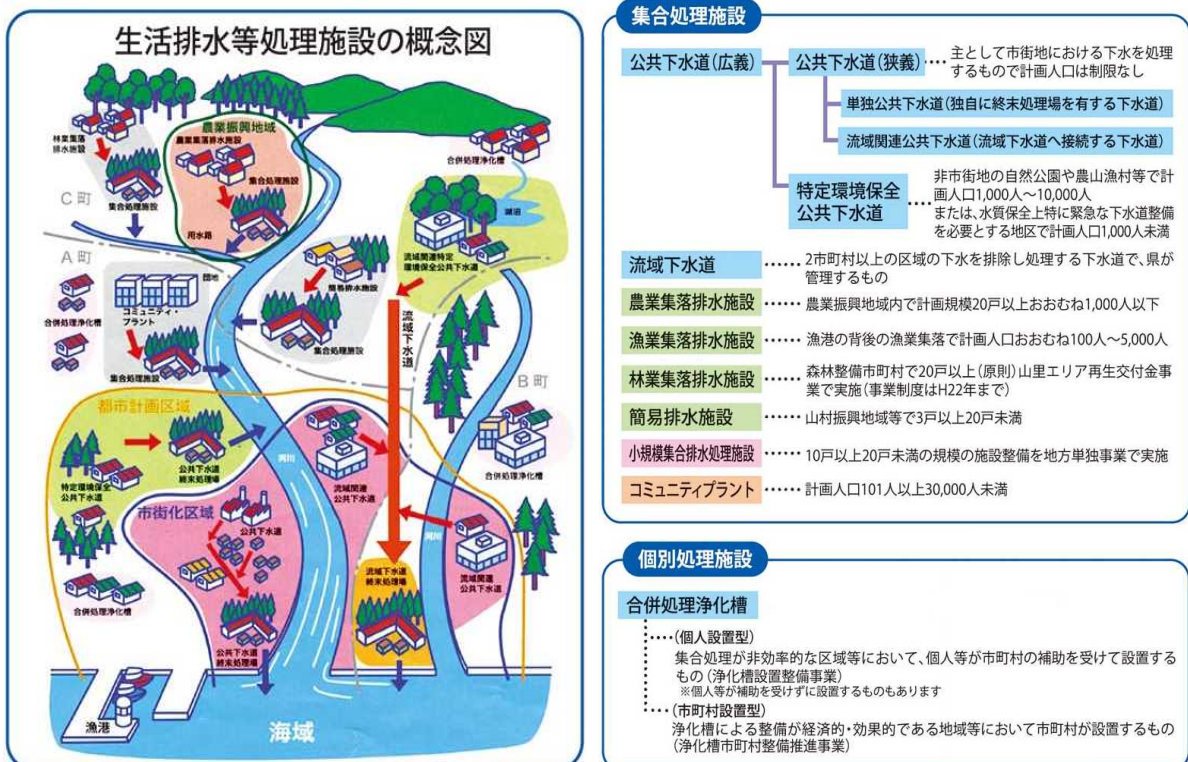 生活排水等処理施設の概念図
農業振興地域
林業集落
排水施設
農業集落排水施設
集合処理施設
合併処理浄化槽
C町
集合処理施設
用水路
湖沼
流域関連特定
環境保全公共下水道
A町
団地
簡易排水施設
コミュニティ・
プラント
合併処理浄化槽
流域下水道
集合処理施設
集合処理施設
B町
都市計画区域
河川
公共下水道
終末処理場
特定環境保全
公共下水道
流域関連
公共下水道
合併処理浄化槽
市街化区域
公共下水道
河川
流域下水道
終末処理場
流域関連
公共下水道
合併処理浄化槽
公共下水道
終末処理場
漁港
海域
集合処理施設
公共下水道(広義)
公共下水道(狭義)
‥‥主として市街地における下水を処理
するもので計画人口は制限なし
単独公共下水道(独自に終末処理場を有する下水道)
流域関連公共下水道(流域下水道へ接続する下水道)
特定環境保全
公共下水道
‥‥非市街地の自然公園や農山漁村等で計
画人口1,000人~10,000人
または、水質保全上特に緊急な下水道整備
を必要とする地区で計画人口1,000人未満
流域下水道 ‥‥‥2市町村以上の区域の下水を排除し処理する下水道で、県が
管理するもの
農業集落排水施設 ‥‥‥農業振興地域内で計画規模20戸以上おおむね1,000人以下
漁業集落排水施設 ‥‥‥漁港の背後の漁業集落で計画人口おおむね100人~5,000人
林業集落排水施設 ‥‥‥森林整備市町村で20戸以上(原則)山里エリア再生交付金事
業で実施(事業制度はH22年まで)
簡易排水施設 ‥‥‥山村振興地域等で3戸以上20戸未満
小規模集合排水処理施設 ‥‥‥10戸以上20戸未満の規模の施設整備を地方単独事業で実施
コミュニティプラント ‥‥‥計画人口101人以上30,000人未満
個別処理施設
合併処理浄化槽
‥‥(個人設置型)
集合処理が非効率的な区域等において、個人等が市町村の補助を受けて設置する
もの(浄化槽設置整備事業)
※個人等が補助を受けずに設置するものもあります
‥‥(市町村設置型)
浄化槽による整備が経済的・効果的である地域等において市町村が設置するもの
(浄化槽市町村整備推進事業)